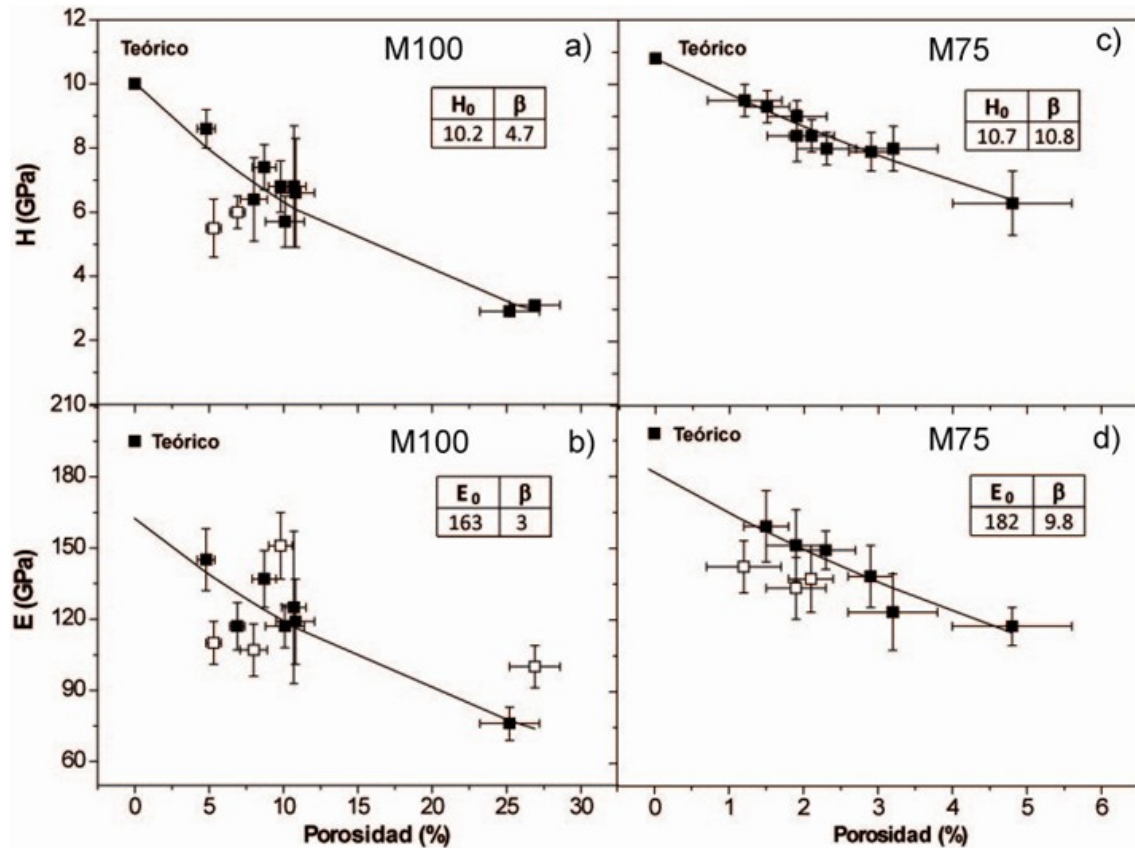 12
10
8
6
4
2
H (GPa)
Teórico
M100
a)
H₀ β
10.2 4.7
Teórico
M75
c)
H₀ β
10.7 10.8
210
180
150
120
90
60
E (GPa)
Teórico
M100
b)
E₀ β
163 3
Teórico
M75
d)
E₀ β
182 9.8
0 5 10 15 20 25 30
Porosidad (%)
0 1 2 3 4 5 6
Porosidad (%)